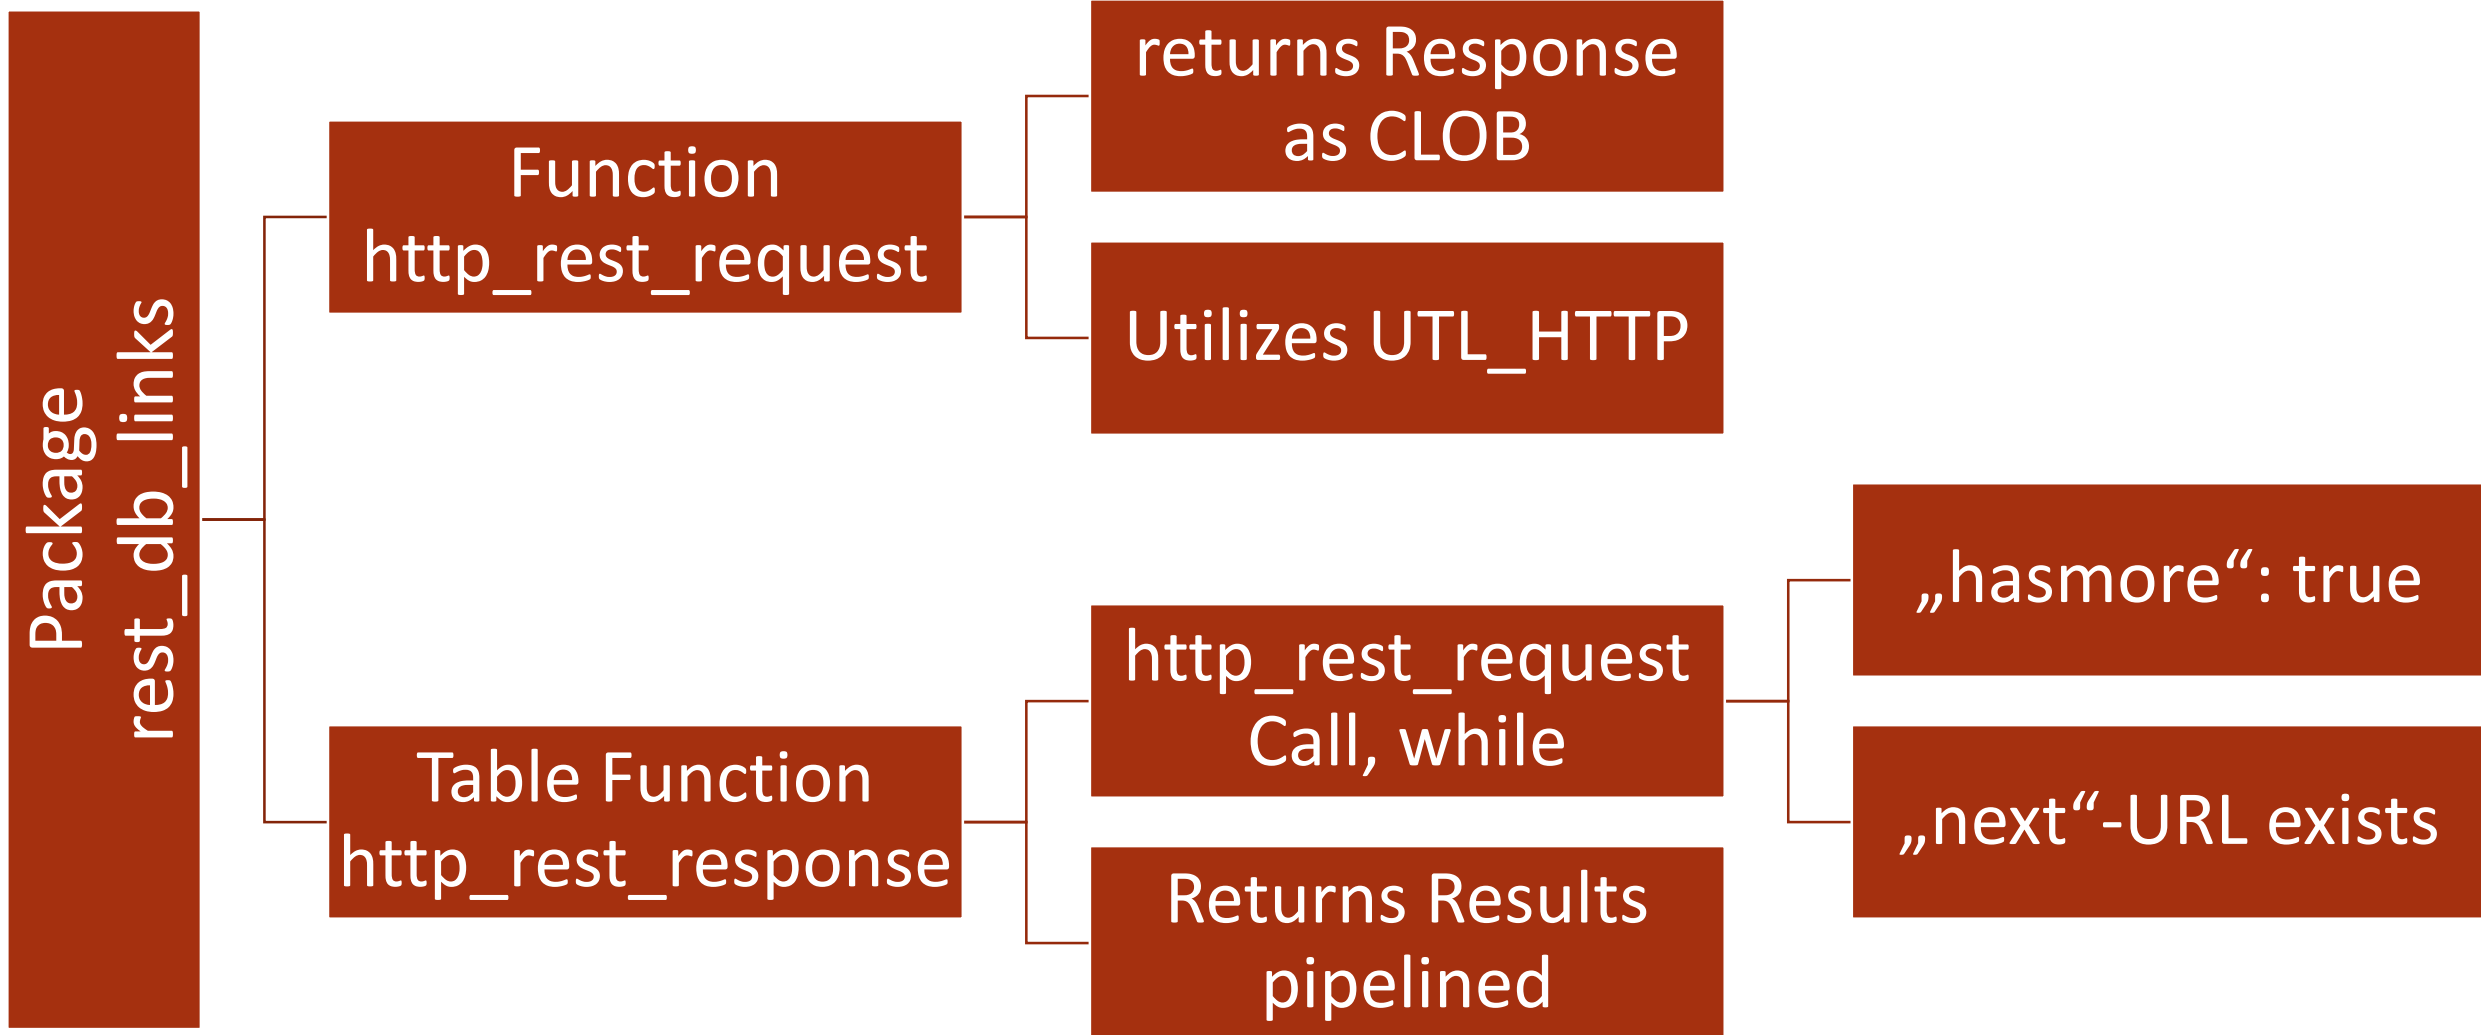 Package
rest_db_links
Function
http_rest_request
returns Response
as CLOB
Utilizes UTL_HTTP
Table Function
http_rest_response
http_rest_request
Call, while
„hasmore“: true
„next“-URL exists
Returns Results
pipelined